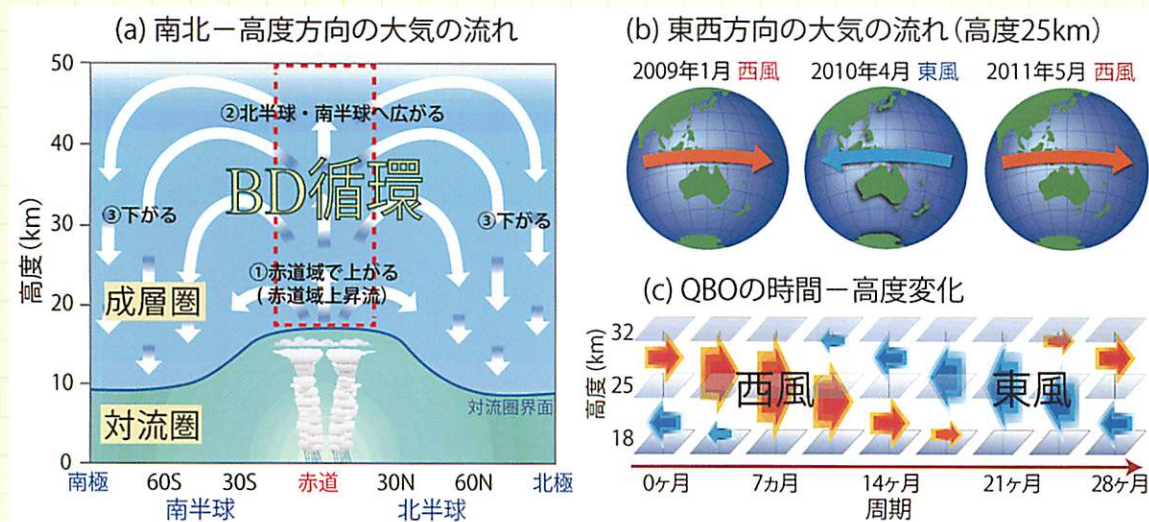 (a) 南北－高度方向の大気の流れ
50
40
30
20
10
0
高度(km)
②北半球・南半球へ広がる
BD循環
③下がる
③下がる
①赤道域で上がる
(赤道域上昇流)
成層圏
対流圏界面
対流圏
南極
60S
30S
赤道
30N
60N
北極
南半球
北半球
(b) 東西方向の大気の流れ(高度25km)
2009年1月 西風
2010年4月 東風
2011年5月 西風
(c) QBOの時間－高度変化
32
25
18
高度(km)
西風
東風
0ヶ月
7カ月
14ヶ月
21ヶ月
28ヶ月
周期